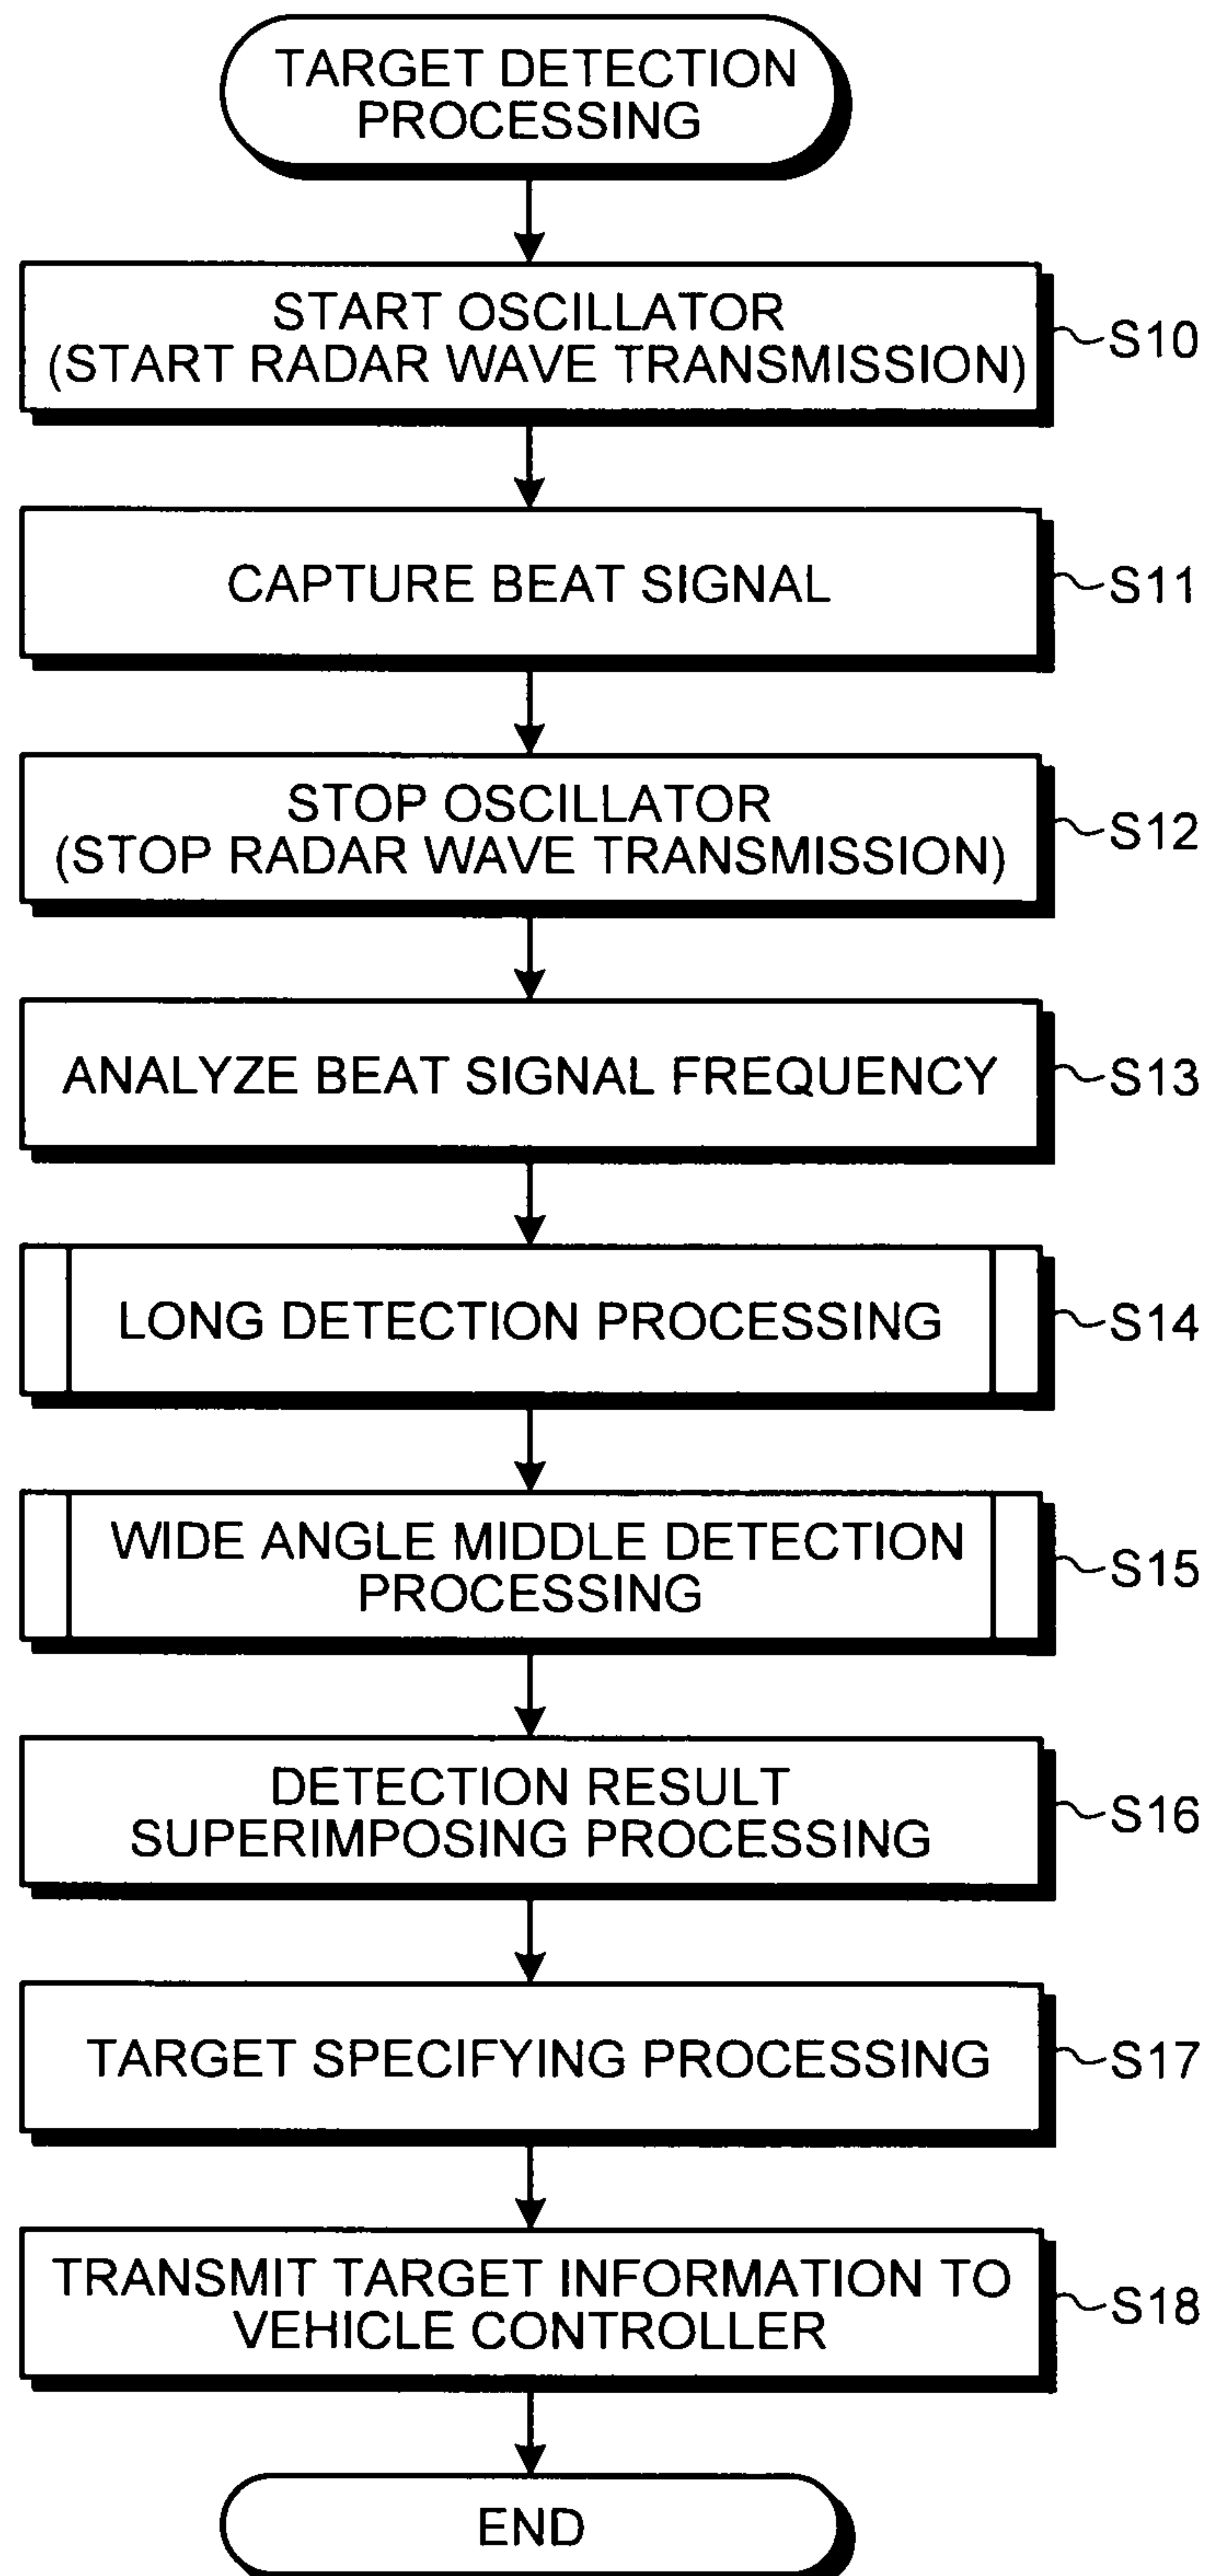 TARGET DETECTION
PROCESSING
START OSCILLATOR
(START RADAR WAVE TRANSMISSION)
S10
CAPTURE BEAT SIGNAL
S11
STOP OSCILLATOR
(STOP RADAR WAVE TRANSMISSION)
S12
ANALYZE BEAT SIGNAL FREQUENCY
S13
LONG DETECTION PROCESSING
S14
WIDE ANGLE MIDDLE DETECTION
PROCESSING
S15
DETECTION RESULT
SUPERIMPOSING PROCESSING
S16
TARGET SPECIFYING PROCESSING
S17
TRANSMIT TARGET INFORMATION TO
VEHICLE CONTROLLER
S18
END